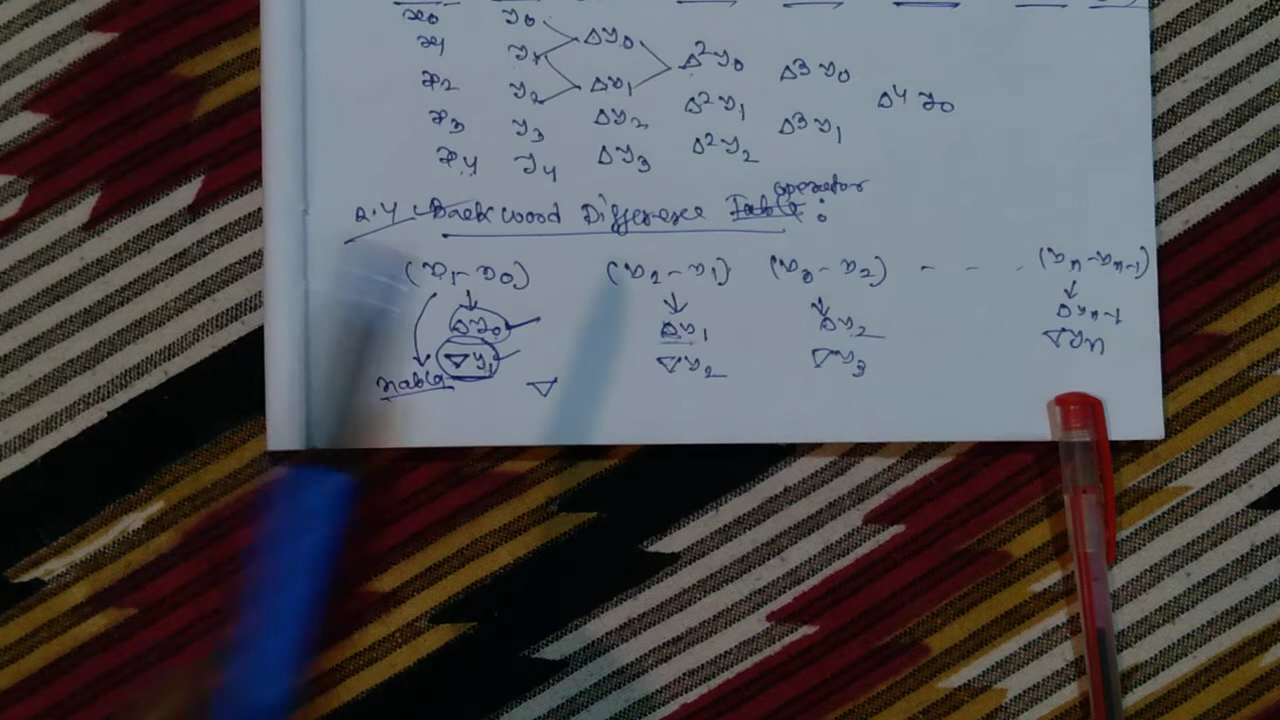 x₀ y₀ Δy₀ Δ²y₀ Δ³y₀ Δ⁴y₀
x₁ y₁ Δy₁ Δ²y₁ Δ³y₁
x₂ y₂ Δy₂ Δ²y₂
x₃ y₃ Δy₃
x₄ y₄
2.4 Backwood Difference Table operator :
(y₁-y₀) (y₂-y₁) (y₃-y₂) - - . (yₙ-yₙ₋₁)
Δy₀ Δy₁ Δy₂ Δyₙ₋₁
∇y₁ ∇y₂ ∇y₃ ∇yₙ
nabla ∇